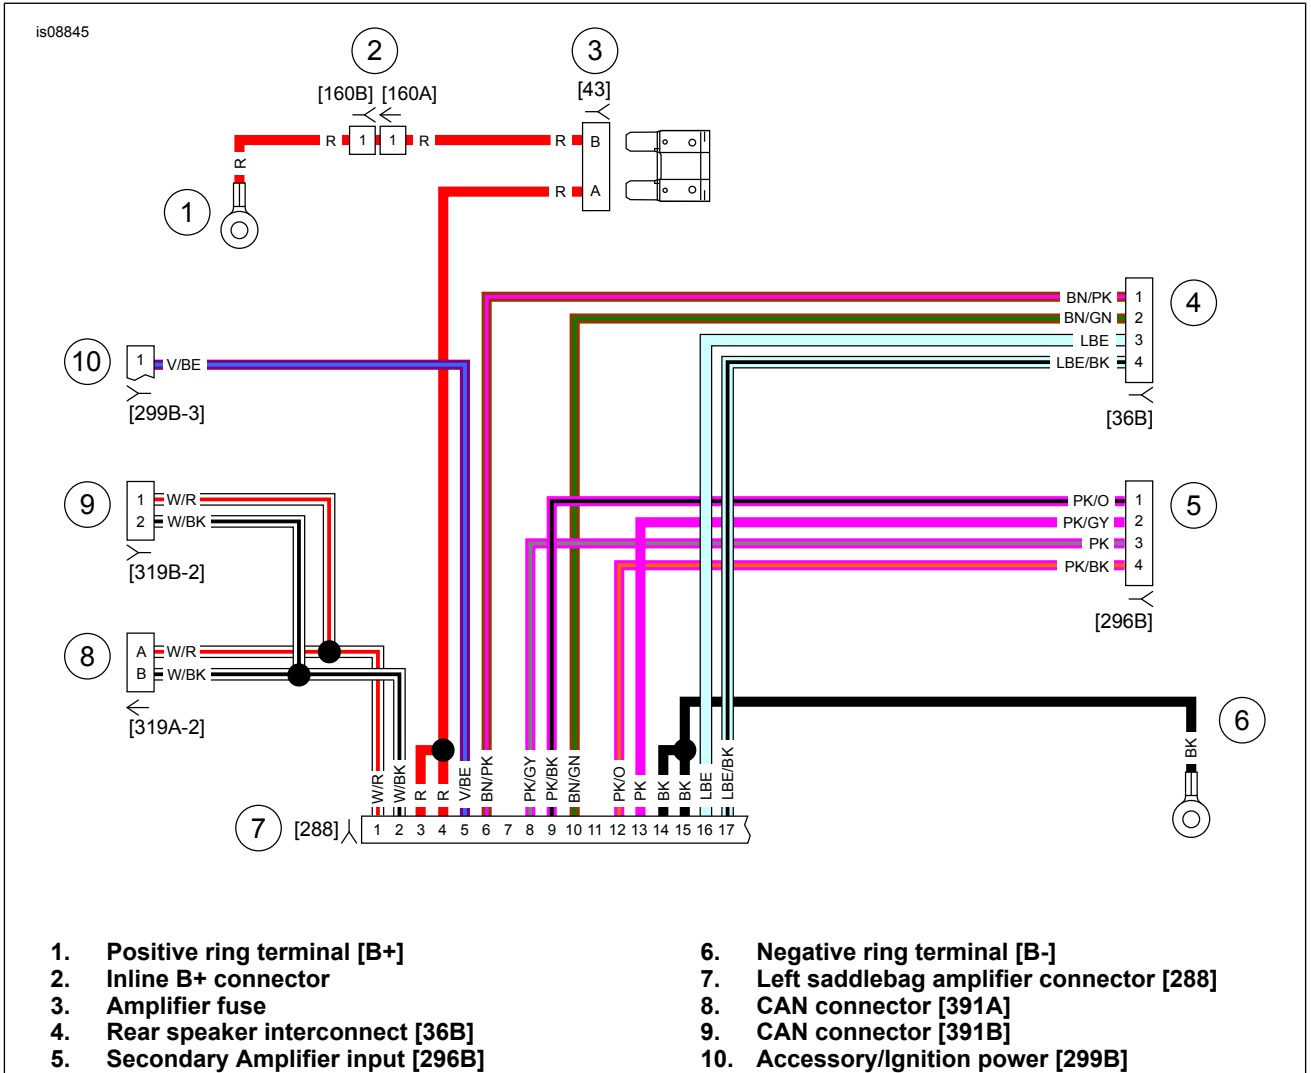 is08845
2 3
[160B] [160A] [43]
R 1 1 R R B
R
R A
1
BN/PK 1
BN/GN 2
LBE 3
LBE/BK 4
4
[36B]
10 1 V/BE
[299B-3]
9 1 W/R
2 W/BK
[319B-2]
PK/O 1
PK/GY 2
PK 3
PK/BK 4
5
[296B]
8 A W/R
B W/BK
[319A-2]
6
BK
W/R W/BK R R V/BE BN/PK PK/GY PK/BK BN/GN PK/O PK BK BK LBE LBE/BK
7 [288] 1 2 3 4 5 6 7 8 9 10 11 12 13 14 15 16 17
1. Positive ring terminal [B+]
2. Inline B+ connector
3. Amplifier fuse
4. Rear speaker interconnect [36B]
5. Secondary Amplifier input [296B]
6. Negative ring terminal [B-]
7. Left saddlebag amplifier connector [288]
8. CAN connector [391A]
9. CAN connector [391B]
10. Accessory/Ignition power [299B]